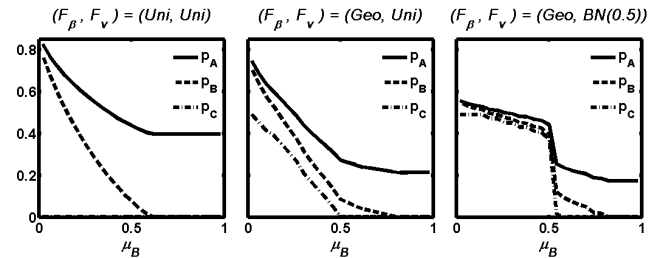 (F_β, F_v) = (Uni, Uni)
(F_β, F_v) = (Geo, Uni)
(F_β, F_v) = (Geo, BN(0.5))
0.8
0.6
0.4
0.2
0
p_A
p_B
p_C
p_A
p_B
p_C
p_A
p_B
p_C
0 0.5 1
0 0.5 1
0 0.5 1
μ_B
μ_B
μ_B